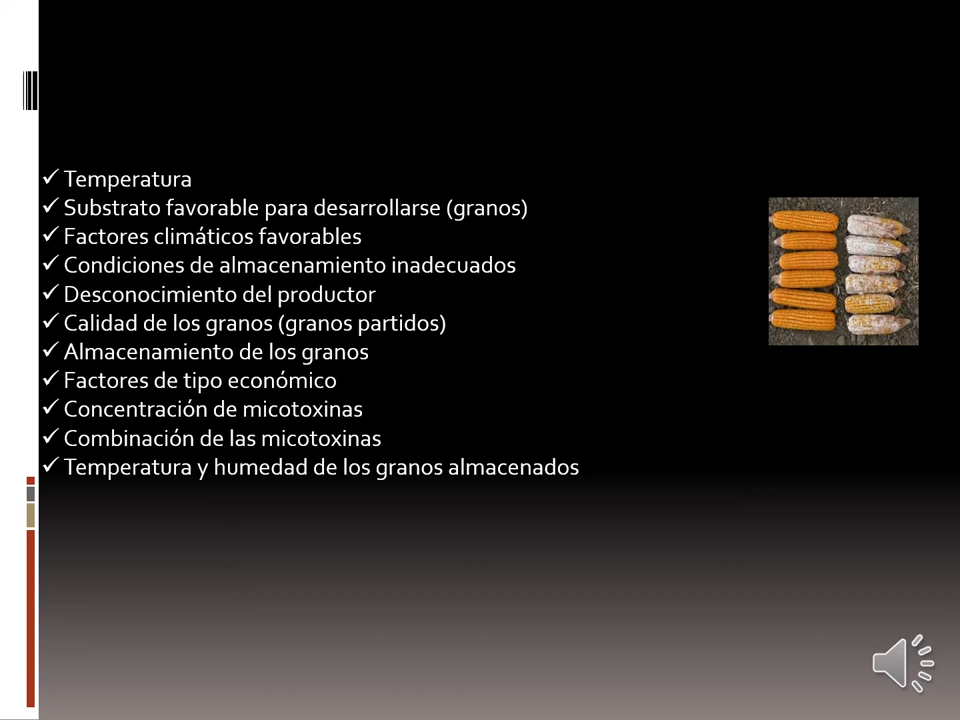 Temperatura
Substrato favorable para desarrollarse (granos)
Factores climáticos favorables
Condiciones de almacenamiento inadecuados
Desconocimiento del productor
Calidad de los granos (granos partidos)
Almacenamiento de los granos
Factores de tipo económico
Concentración de micotoxinas
Combinación de las micotoxinas
Temperatura y humedad de los granos almacenados